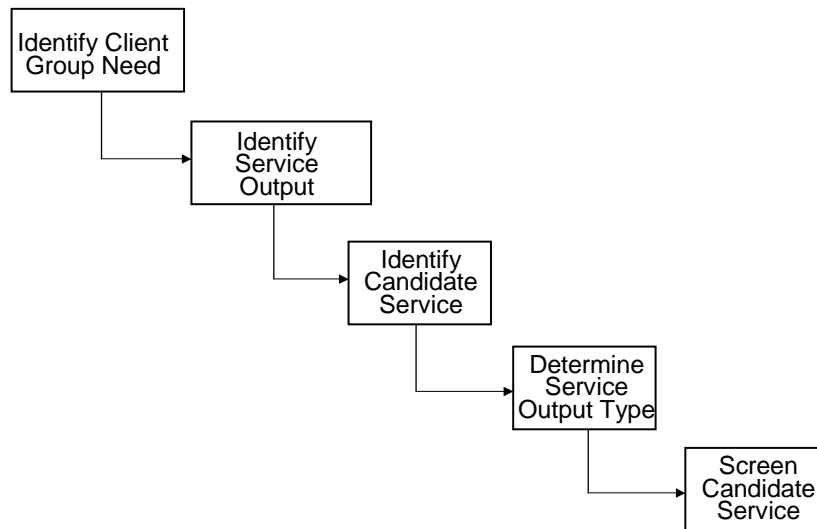 Identify Client
Group Need
Identify
Service
Output
Identify
Candidate
Service
Determine
Service
Output Type
Screen
Candidate
Service